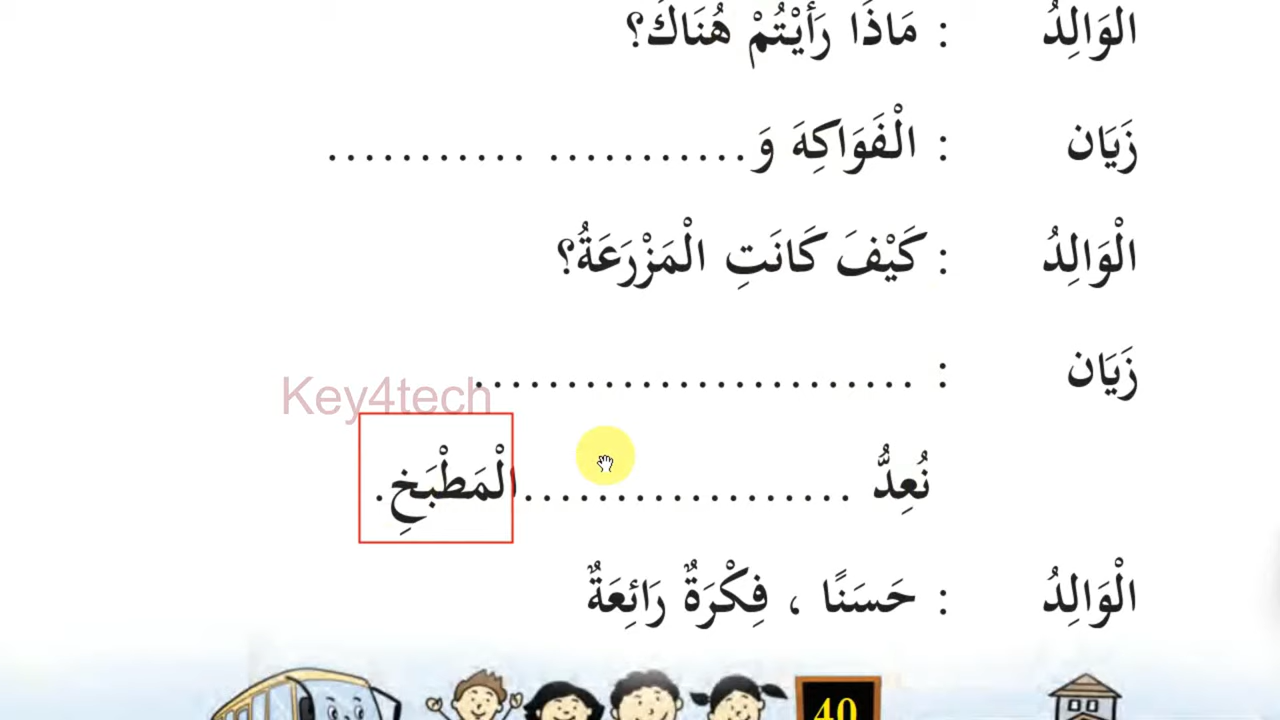 الْوَالِدُ : مَاذَا رَأَيْتُمْ هُنَاكَ؟
زَيَان : الْفَوَاكِهَ وَ........... ...........
الْوَالِدُ : كَيْفَ كَانَتِ الْمَزْرَعَةُ؟
زَيَان : ........................
Key4tech
نُعِدُّ ..................الْمَطْبَخِ.
الْوَالِدُ : حَسَنًا ، فِكْرَةٌ رَائِعَةٌ
40